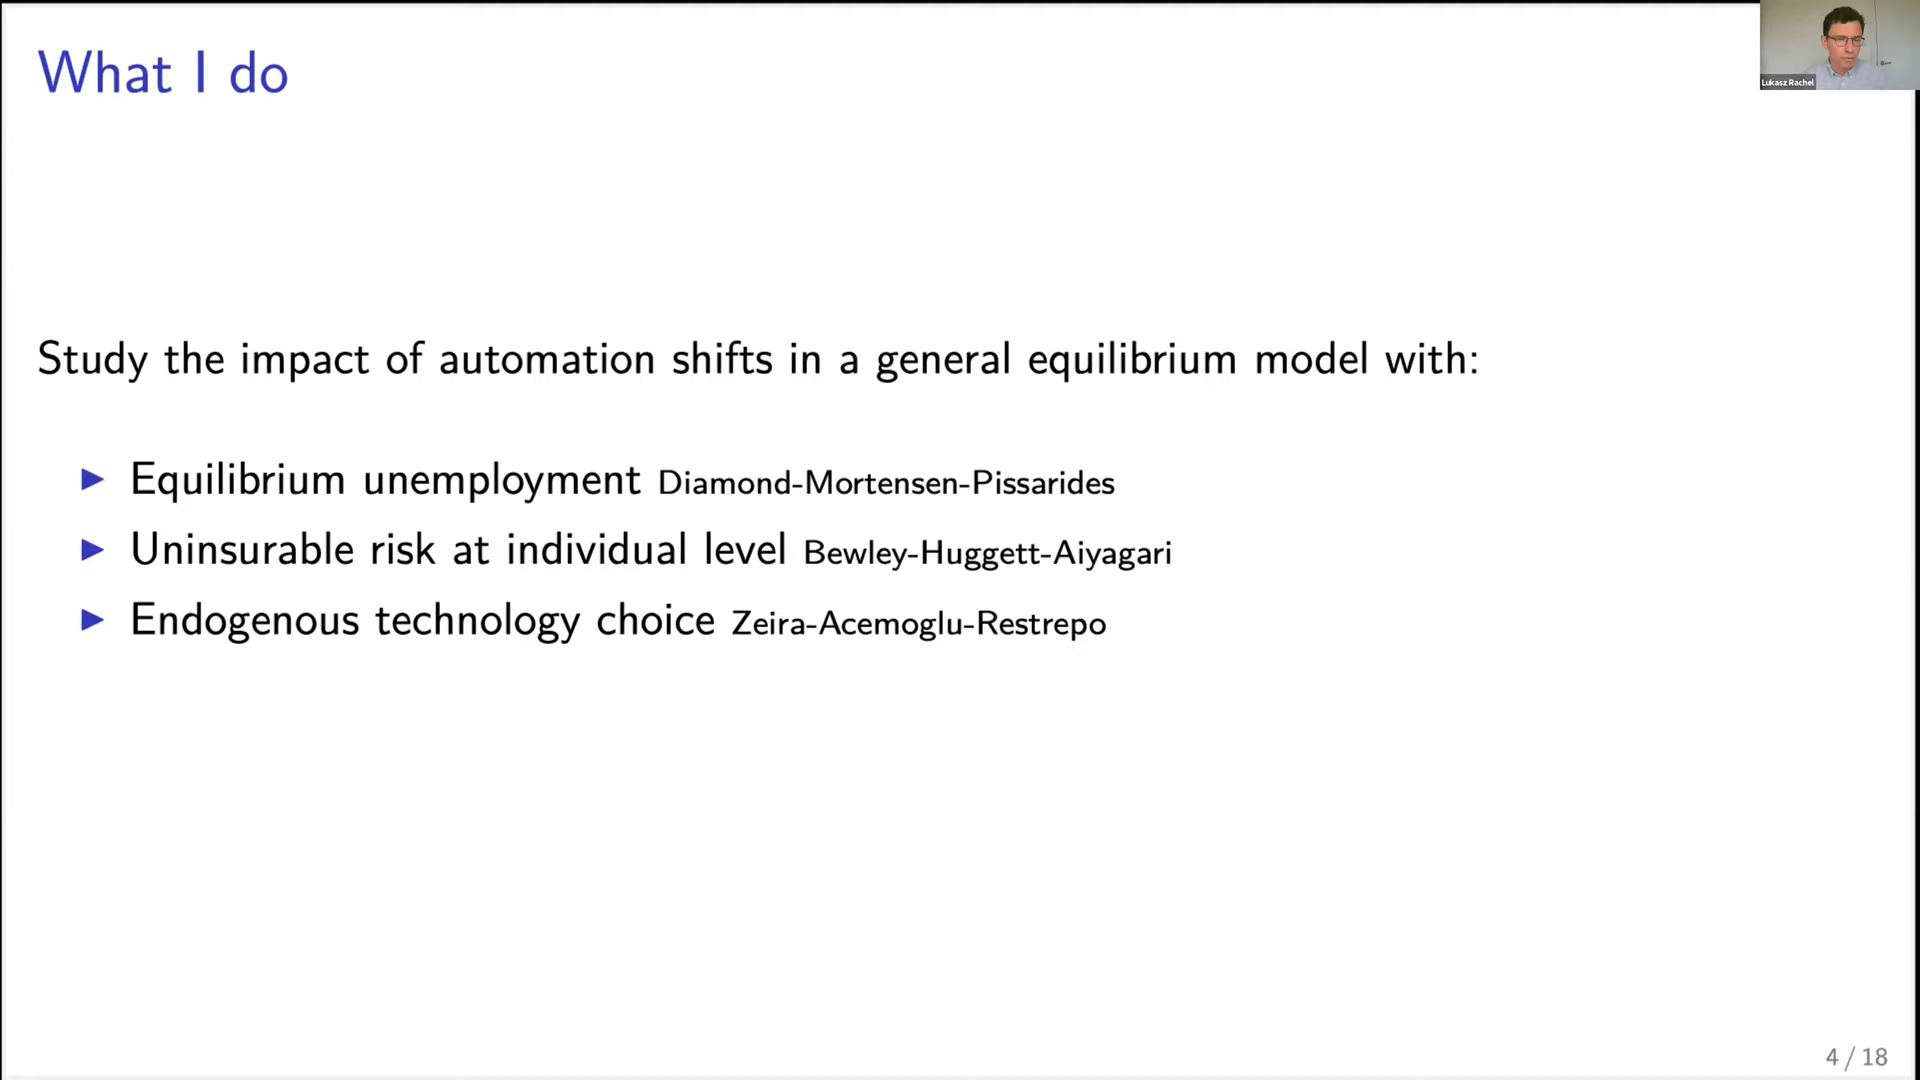 What I do
Lukasz Rachel
Study the impact of automation shifts in a general equilibrium model with:
Equilibrium unemployment Diamond-Mortensen-Pissarides
Uninsurable risk at individual level Bewley-Huggett-Aiyagari
Endogenous technology choice Zeira-Acemoglu-Restrepo
4 / 18